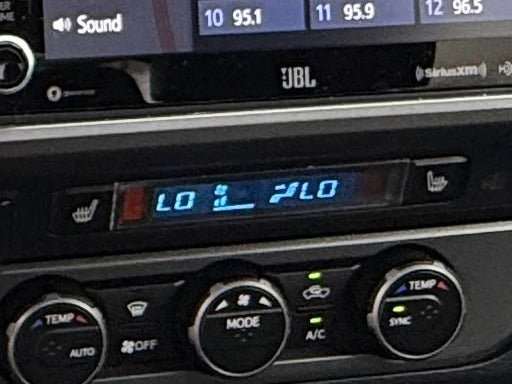 Sound
10 95.1
11 95.9
12 96.5
JBL
((SiriusXM))
LO
LO
TEMP
AUTO
OFF
MODE
A/C
TEMP
SYNC